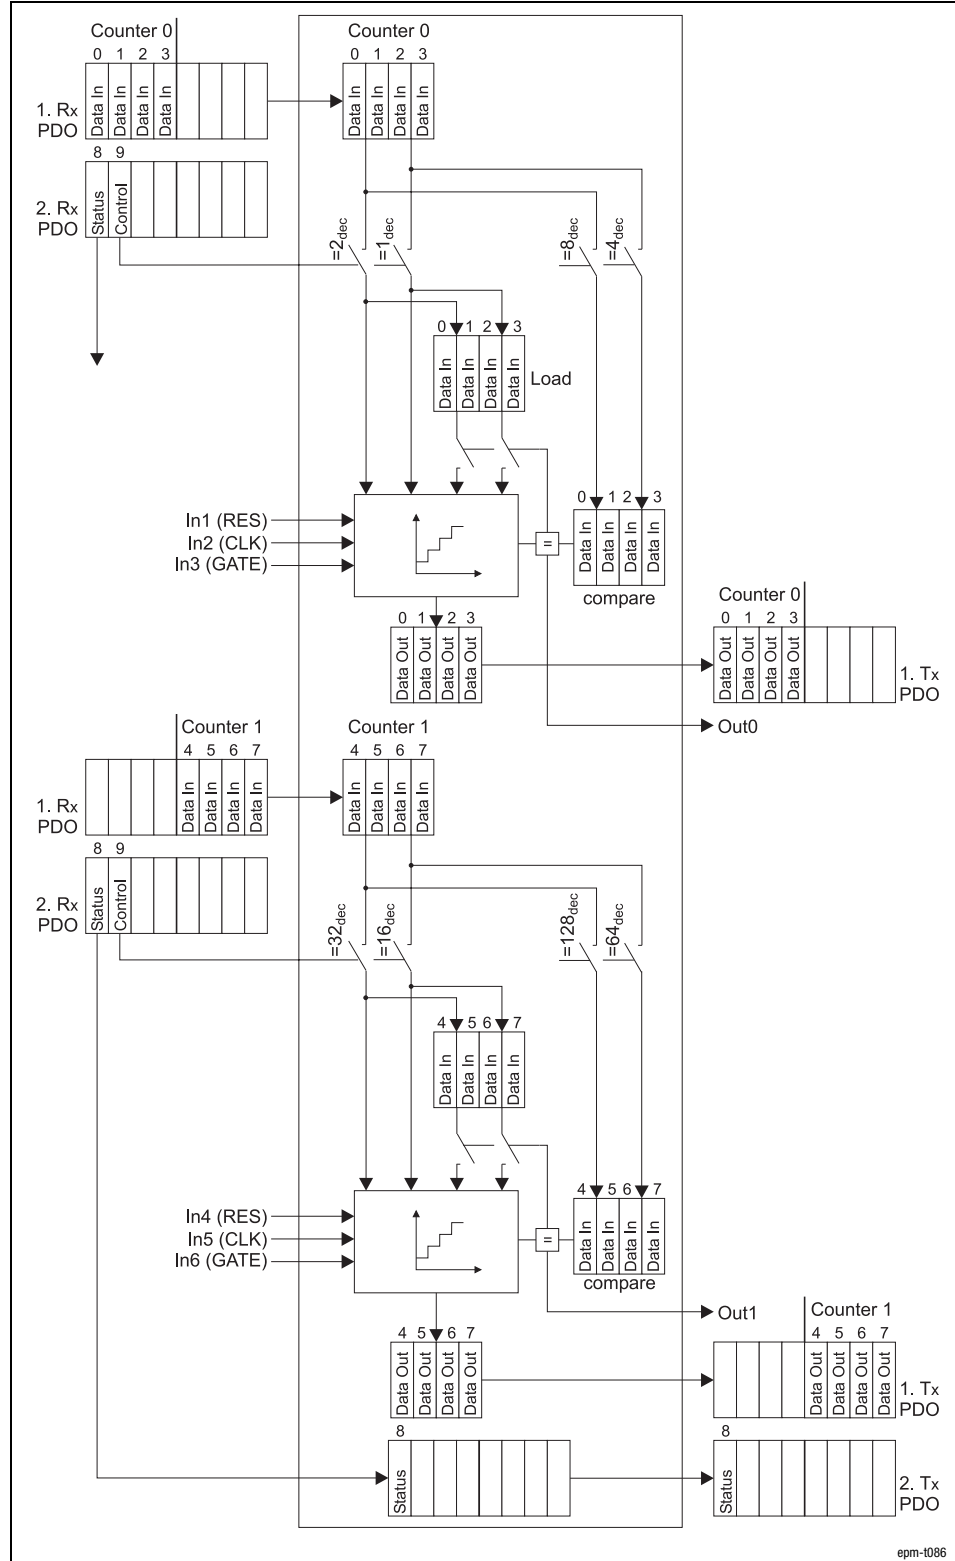 Counter 0
0 1 2 3
Data In Data In Data In Data In
1. Rx
PDO
Counter 0
0 1 2 3
Data In Data In Data In Data In
8 9
Status Control
2. Rx
PDO
=2dec =1dec =8dec =4dec
0 1 2 3
Data In Data In Data In Data In
Load
In1 (RES)
In2 (CLK)
In3 (GATE)
=
0 1 2 3
Data In Data In Data In Data In
compare
0 1 2 3
Data Out Data Out Data Out Data Out
Counter 0
0 1 2 3
Data Out Data Out Data Out Data Out
1. Tx
PDO
Out0
Counter 1
4 5 6 7
Data In Data In Data In Data In
1. Rx
PDO
Counter 1
4 5 6 7
Data In Data In Data In Data In
8 9
Status Control
2. Rx
PDO
=32dec =16dec =128dec =64dec
4 5 6 7
Data In Data In Data In Data In
In4 (RES)
In5 (CLK)
In6 (GATE)
=
4 5 6 7
Data In Data In Data In Data In
compare
Out1
4 5 6 7
Data Out Data Out Data Out Data Out
Counter 1
4 5 6 7
Data Out Data Out Data Out Data Out
1. Tx
PDO
8
Status
8
Status
2. Tx
PDO
epm-t086